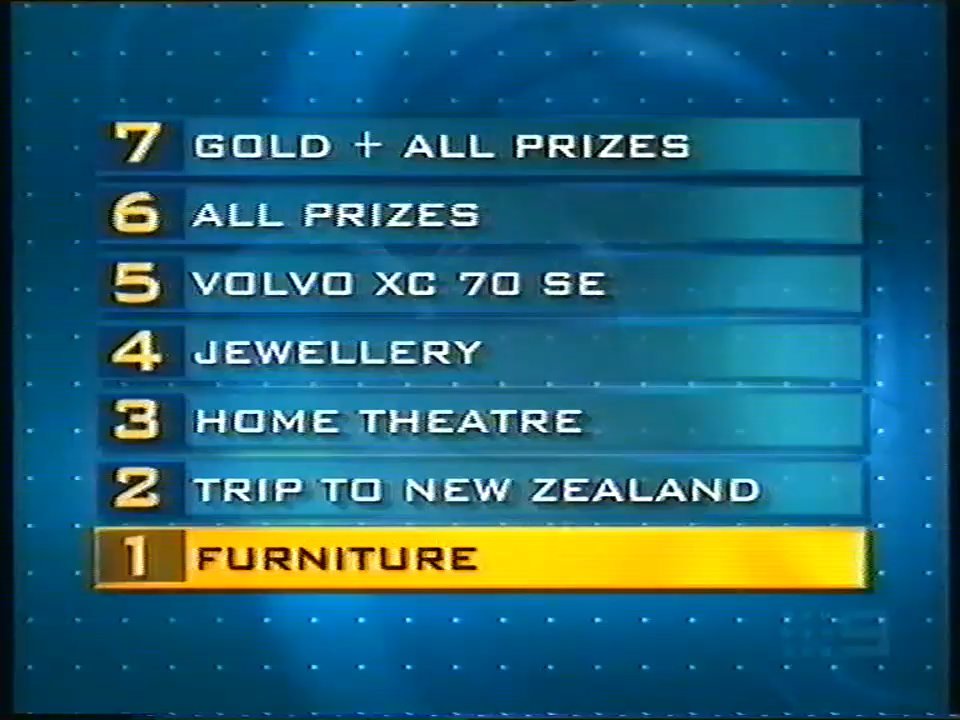 7 GOLD + ALL PRIZES
6 ALL PRIZES
5 VOLVO XC 70 SE
4 JEWELLERY
3 HOME THEATRE
2 TRIP TO NEW ZEALAND
1 FURNITURE
9